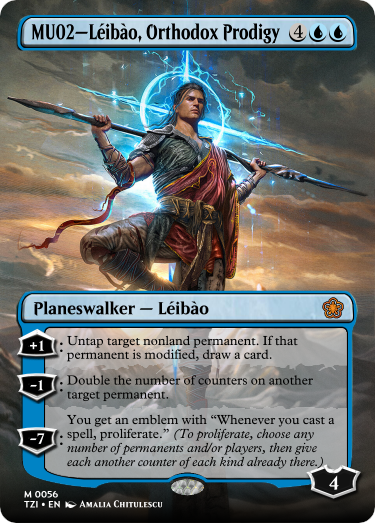 MU02–Léibào, Orthodox Prodigy 4
Planeswalker — Léibào
+1: Untap target nonland permanent. If that
permanent is modified, draw a card.
−1: Double the number of counters on another
target permanent.
You get an emblem with “Whenever you cast a
−7: spell, proliferate.” (To proliferate, choose any
number of permanents and/or players, then give
each another counter of each kind already there.)
4
M 0056
TZI • EN Amalia Chitulescu